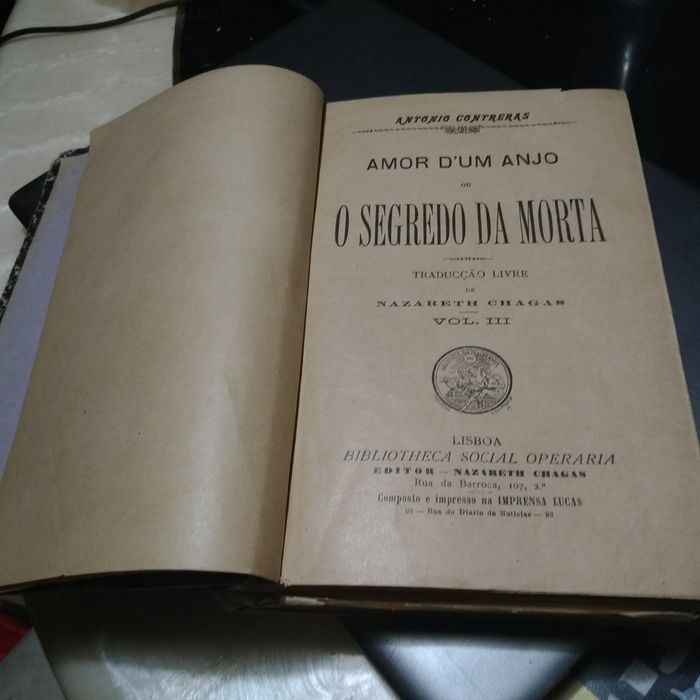 ANTONIO CONTRERAS
AMOR D'UM ANJO
OU
O SEGREDO DA MORTA
TRADUCÇÃO LIVRE
DE
NAZARETH CHAGAS
VOL. III
LISBOA
BIBLIOTHECA SOCIAL OPERARIA
EDITOR — NAZARETH CHAGAS
Rua da Barroca, 107, 2.º
Composto e impresso na IMPRENSA LUCAS
93 — Rua do Diario de Noticias — 93